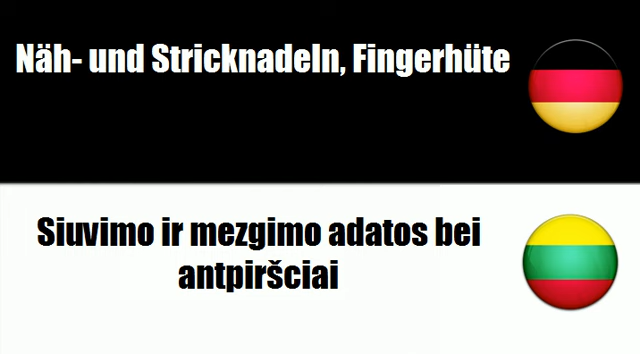 Näh- und Stricknadeln, Fingerhüte
Siuvimo ir mezgimo adatos bei
antpirščiai